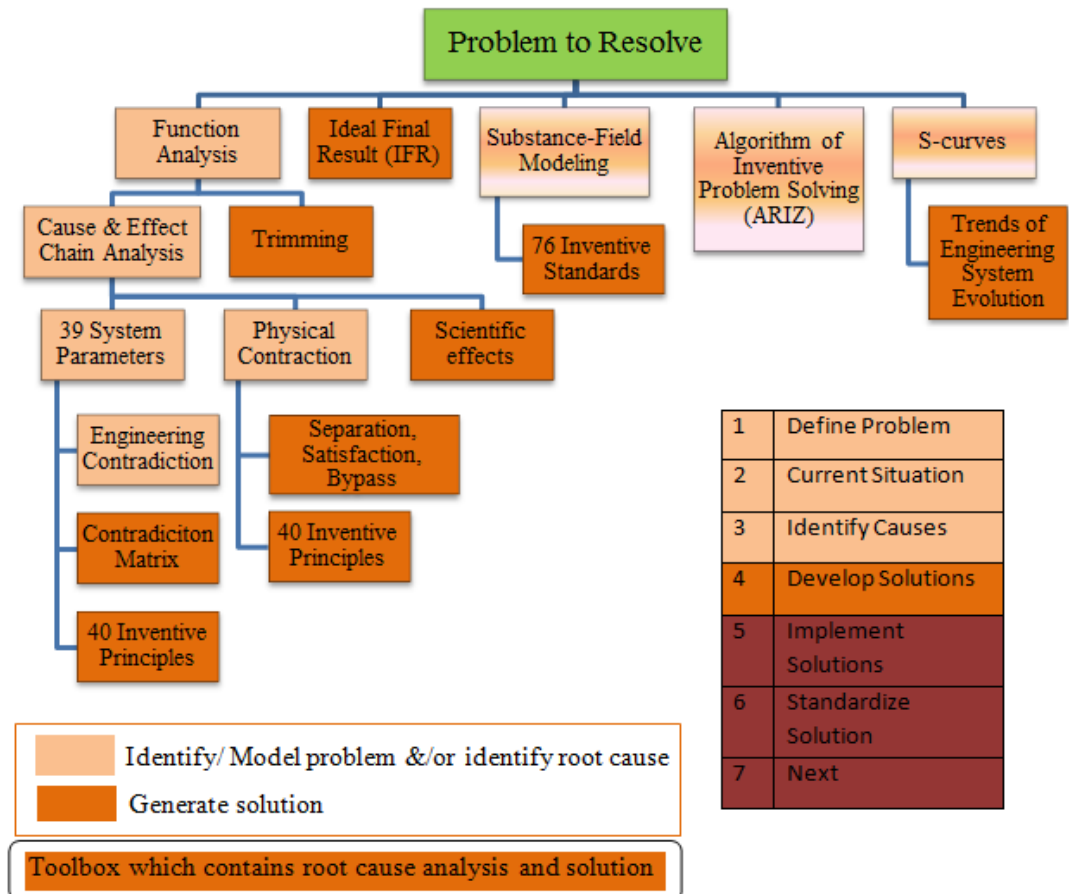 Problem to Resolve
Function
Analysis
Ideal Final
Result (IFR)
Substance-Field
Modeling
Algorithm of
Inventive
Problem Solving
(ARIZ)
S-curves
Cause & Effect
Chain Analysis
Trimming
76 Inventive
Standards
Trends of
Engineering
System
Evolution
39 System
Parameters
Physical
Contraction
Scientific
effects
Engineering
Contradiction
Separation,
Satisfaction,
Bypass
Contradiciton
Matrix
40 Inventive
Principles
40 Inventive
Principles
1 Define Problem
2 Current Situation
3 Identify Causes
4 Develop Solutions
5 Implement
Solutions
6 Standardize
Solution
7 Next
Identify/ Model problem &/or identify root cause
Generate solution
Toolbox which contains root cause analysis and solution